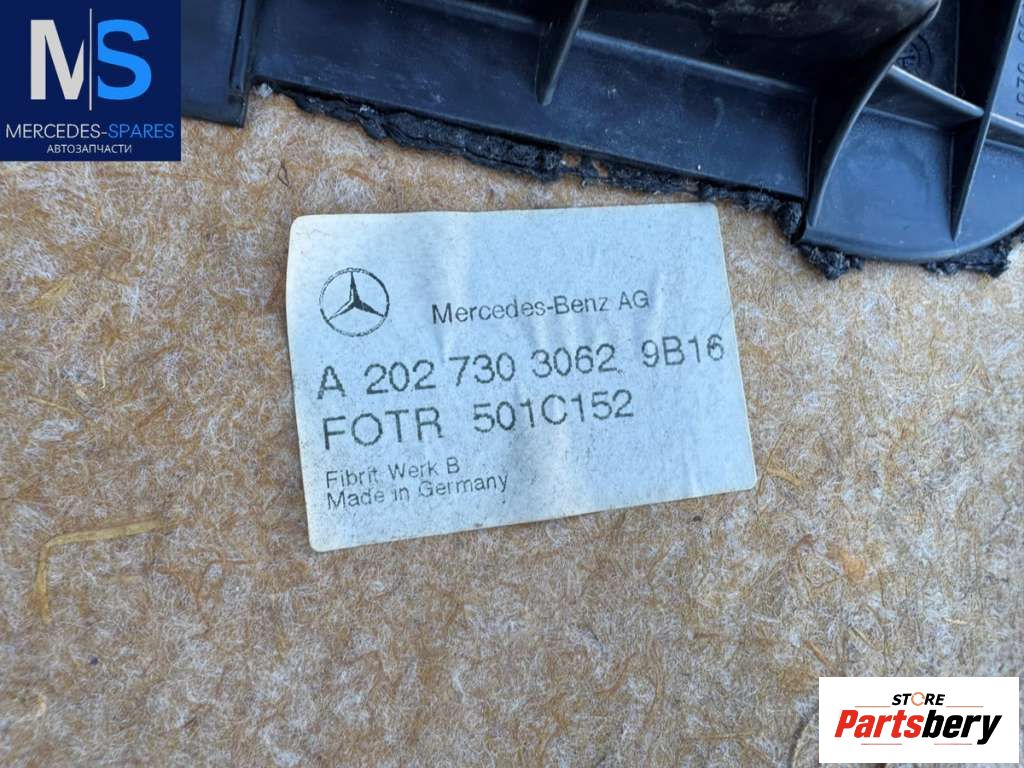 MS
MERCEDES-SPARES
АВТОЗАПЧАСТИ
Mercedes-Benz AG
A 202 730 3062 9B16
FOTR 501C152
Fibrit Werk B
Made in Germany
STORE
Partsbery